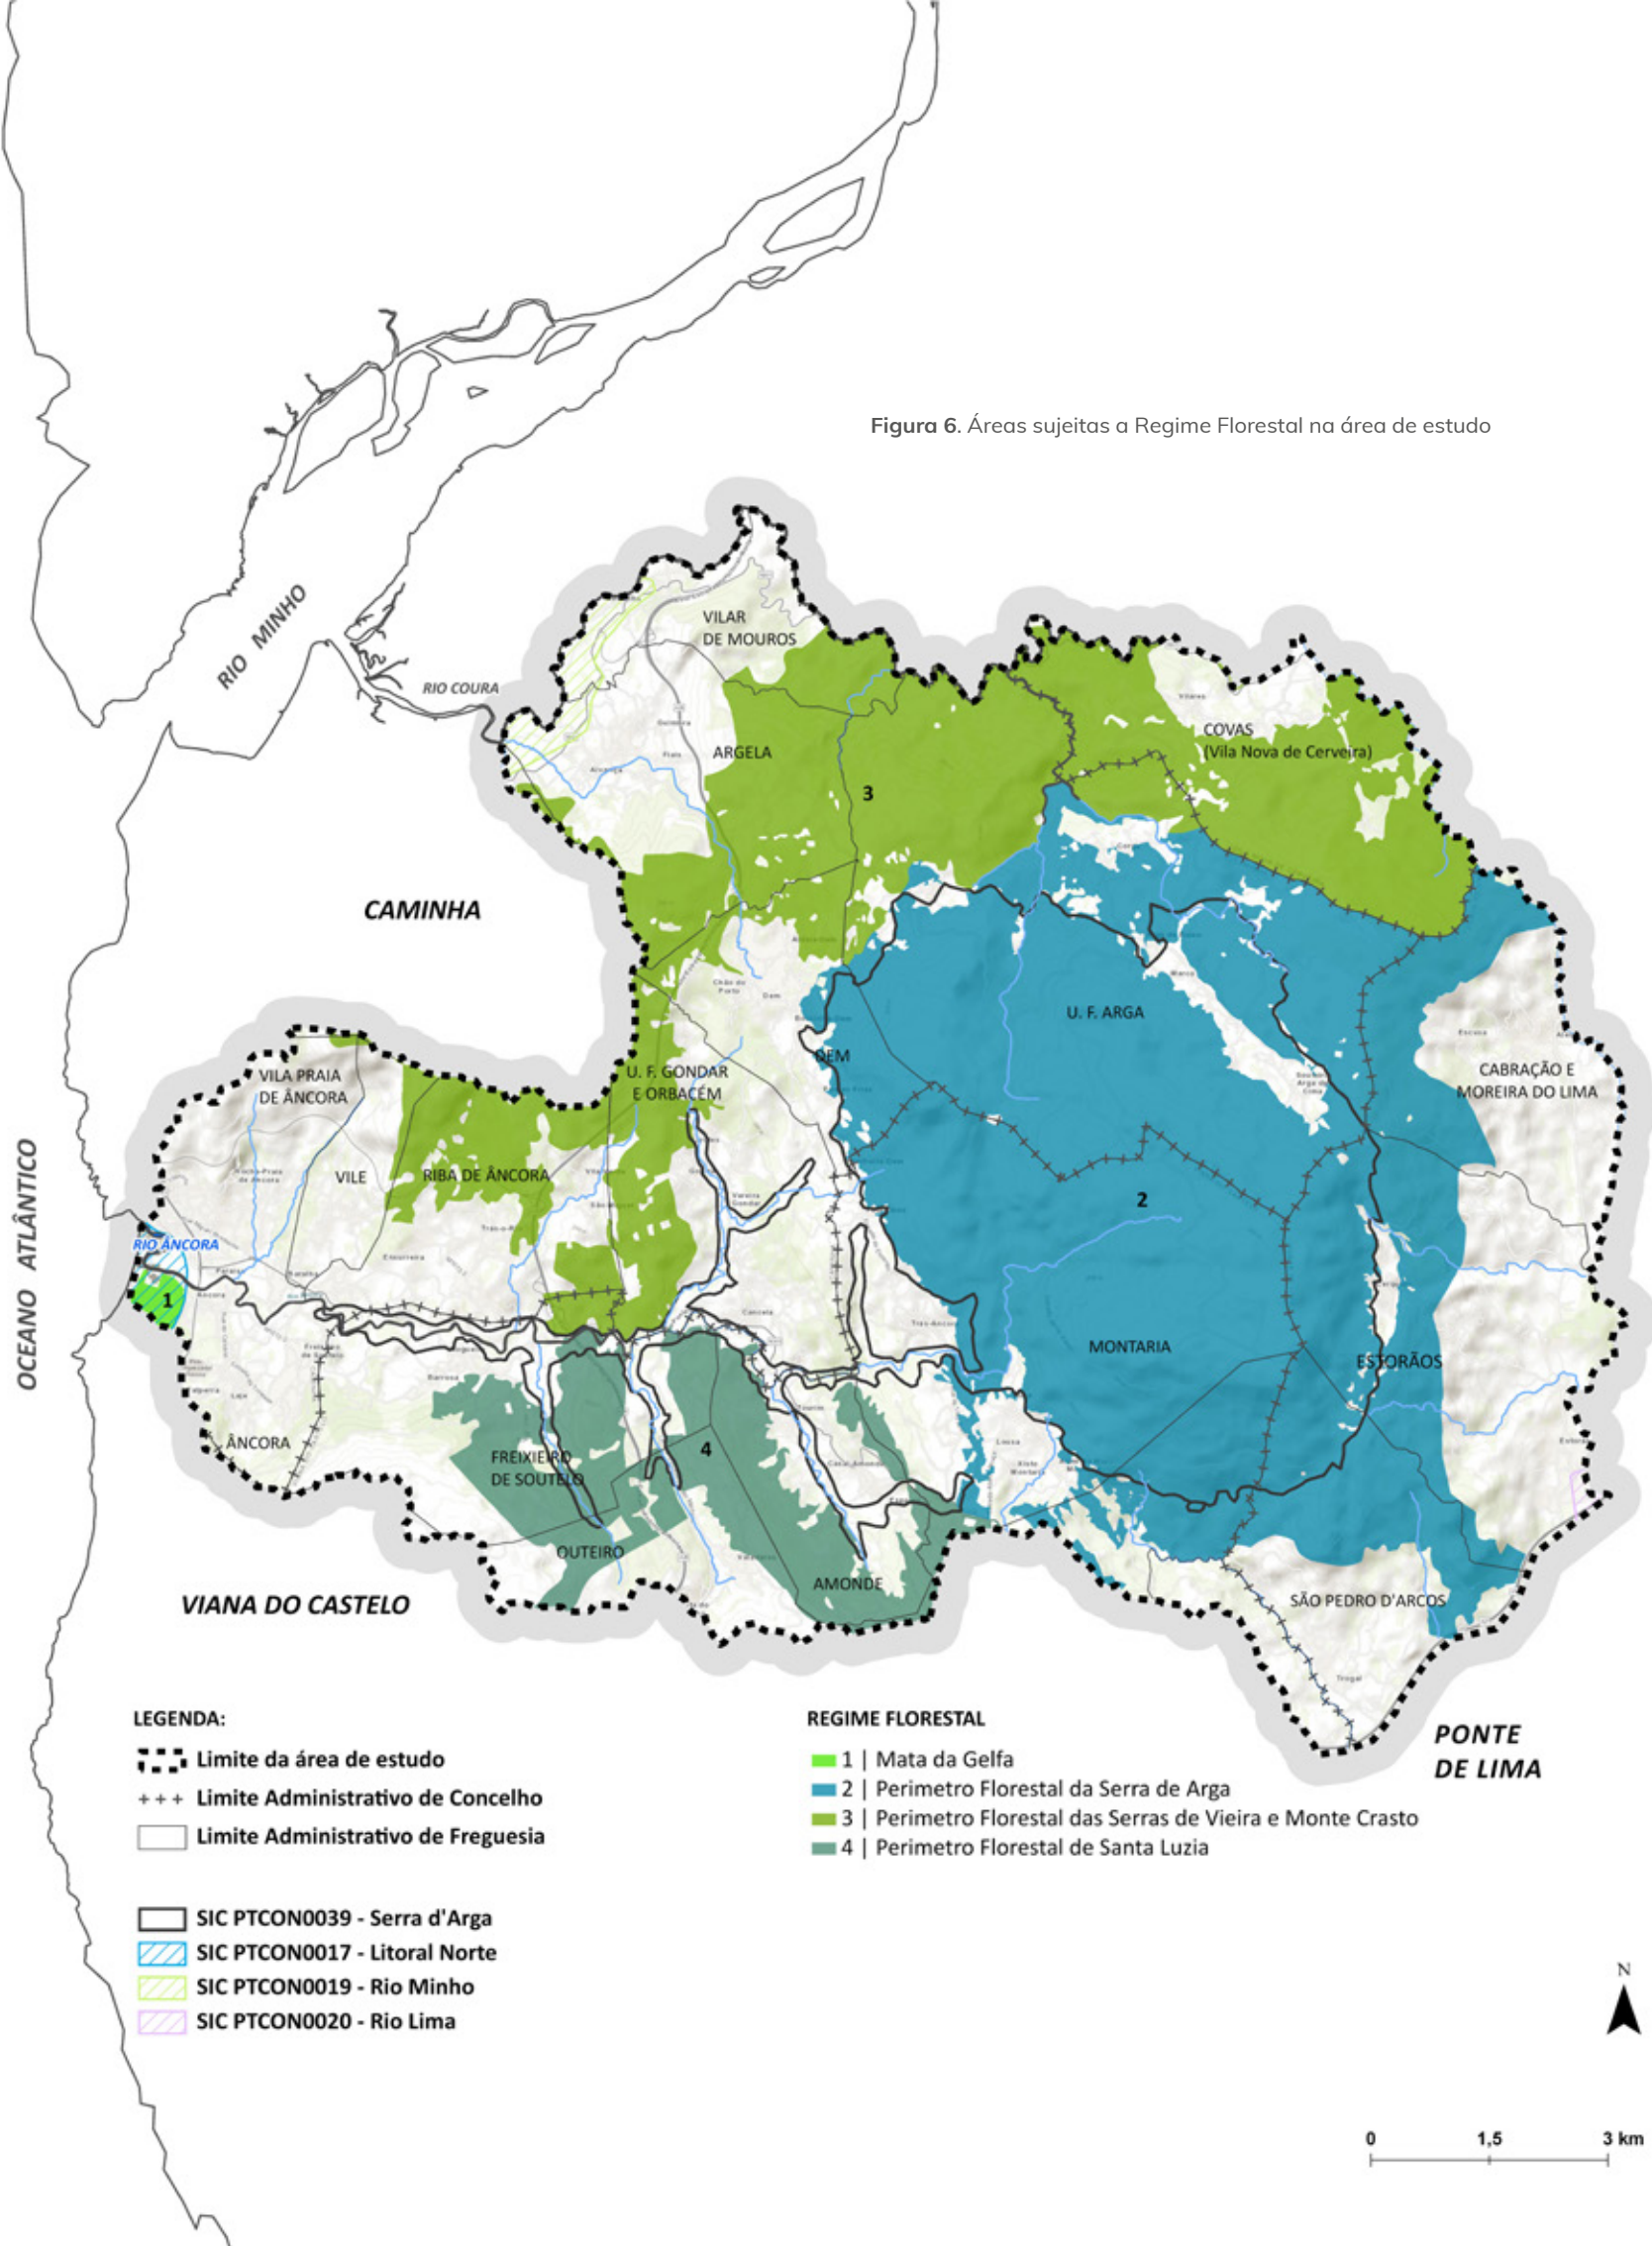 Figura 6. Áreas sujeitas a Regime Florestal na área de estudo
RIO MINHO
VILAR
DE MOUROS
RIO COURA
COVAS
(Vila Nova de Cerveira)
ARGELA
3
CAMINHA
U. F. ARGA
DEM
CABRAÇÃO E
MOREIRA DO LIMA
U. F. GONDAR
E ORBACÉM
VILA PRAIA
DE ÂNCORA
VILE
RIBA DE ÂNCORA
2
OCEANO ATLÂNTICO
RIO ÂNCORA
1
MONTARIA
ESTORÃOS
ÂNCORA
FREIXIEIRO
DE SOUTELO
4
OUTEIRO
AMONDE
SÃO PEDRO D'ARCOS
VIANA DO CASTELO
PONTE
DE LIMA
LEGENDA:
Limite da área de estudo
Limite Administrativo de Concelho
Limite Administrativo de Freguesia
SIC PTCON0039 - Serra d'Arga
SIC PTCON0017 - Litoral Norte
SIC PTCON0019 - Rio Minho
SIC PTCON0020 - Rio Lima
REGIME FLORESTAL
1 | Mata da Gelfa
2 | Perimetro Florestal da Serra de Arga
3 | Perimetro Florestal das Serras de Vieira e Monte Crasto
4 | Perimetro Florestal de Santa Luzia
N
0 1,5 3 km